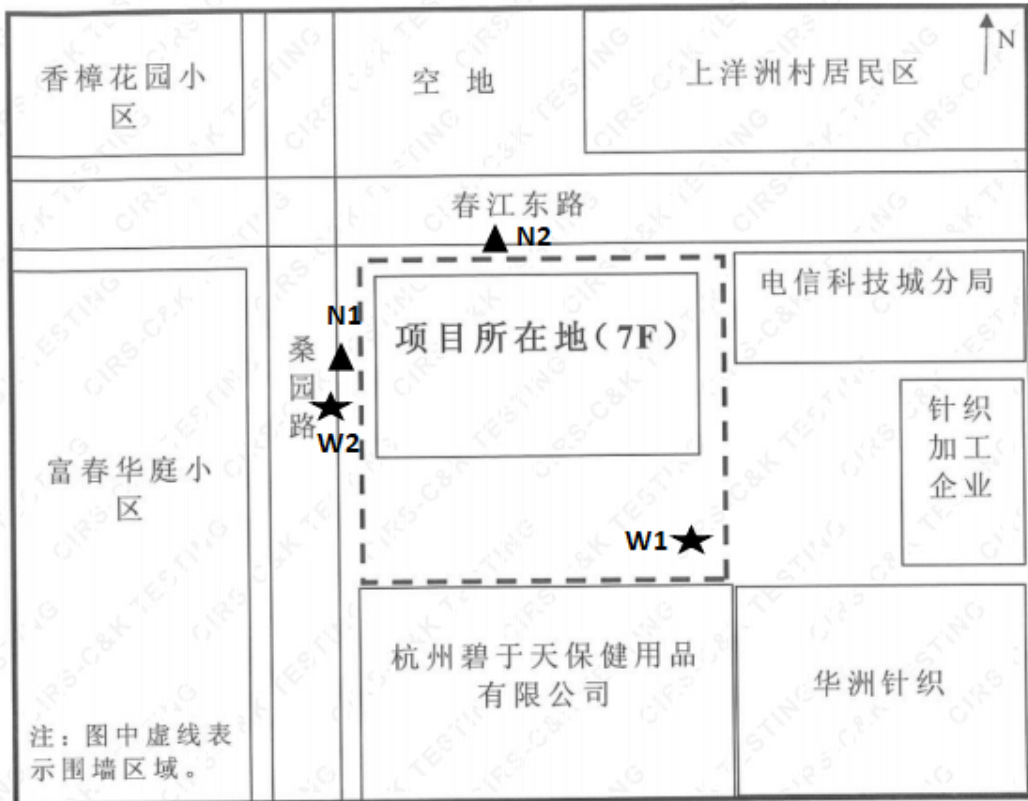 香樟花园小
区
空 地
上洋洲村居民区
N
春江东路
N2
电信科技城分局
N1
项目所在地(7F)
桑
园
路
W2
针织
加工
企业
富春华庭小
区
W1
杭州碧于天保健用品
有限公司
华洲针织
注：图中虚线表
示围墙区域。
CIRS-C&K TESTING